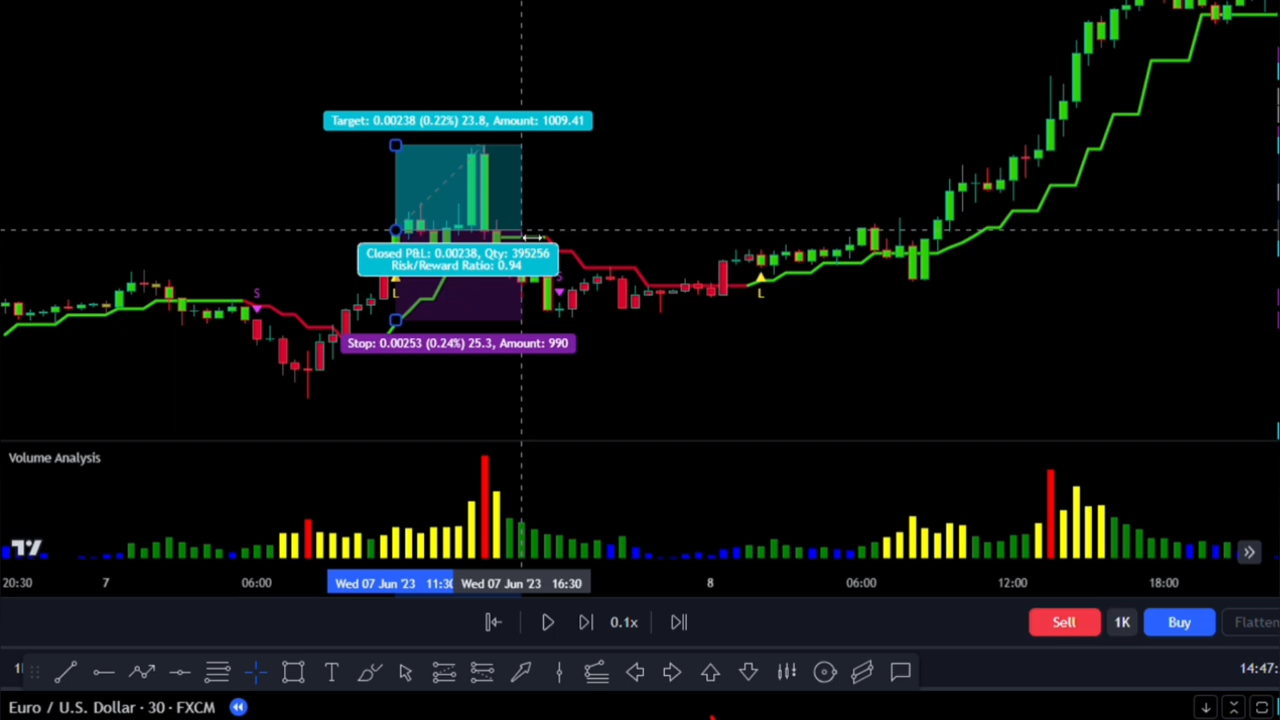 Target: 0.00238 (0.22%) 23.8, Amount: 1009.41
Closed P&L: 0.00238, Qty: 395256
Risk/Reward Ratio: 0.94
S
S
L
L
Stop: 0.00253 (0.24%) 25.3, Amount: 990
Volume Analysis
20:30 7 06:00 Wed 07 Jun '23 11:30 Wed 07 Jun '23 16:30 8 06:00 12:00 18:00
0.1x Sell 1K Buy Flatten
T 14:47:
Euro / U.S. Dollar · 30 · FXCM